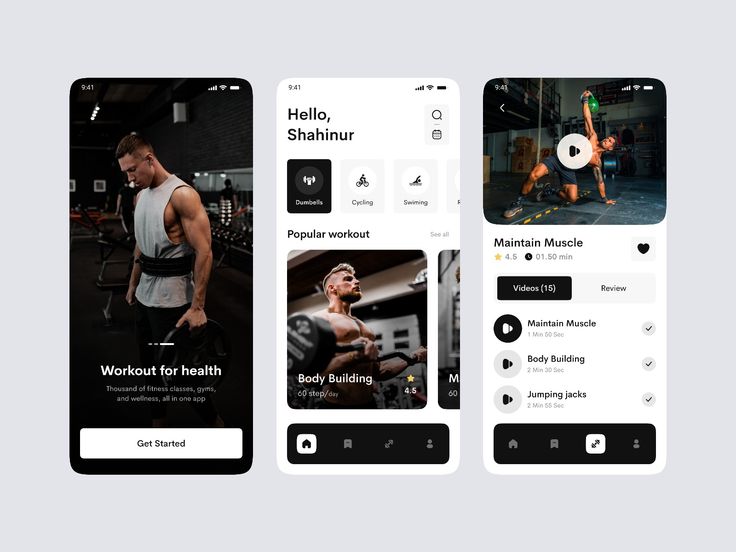 9:41
Workout for health
Thousand of fitness classes, gyms,
and wellness, all in one app
Get Started
9:41
Hello,
Shahinur
Dumbells
Cycling
Swiming
R
Popular workout
See all
Body Building
60 step/day
4.5
M
60
9:41
Maintain Muscle
4.5
01.50 min
Videos (15)
Review
Maintain Muscle
1 Min 50 Sec
Body Building
2 Min 30 Sec
Jumping jacks
2 Min 55 Sec